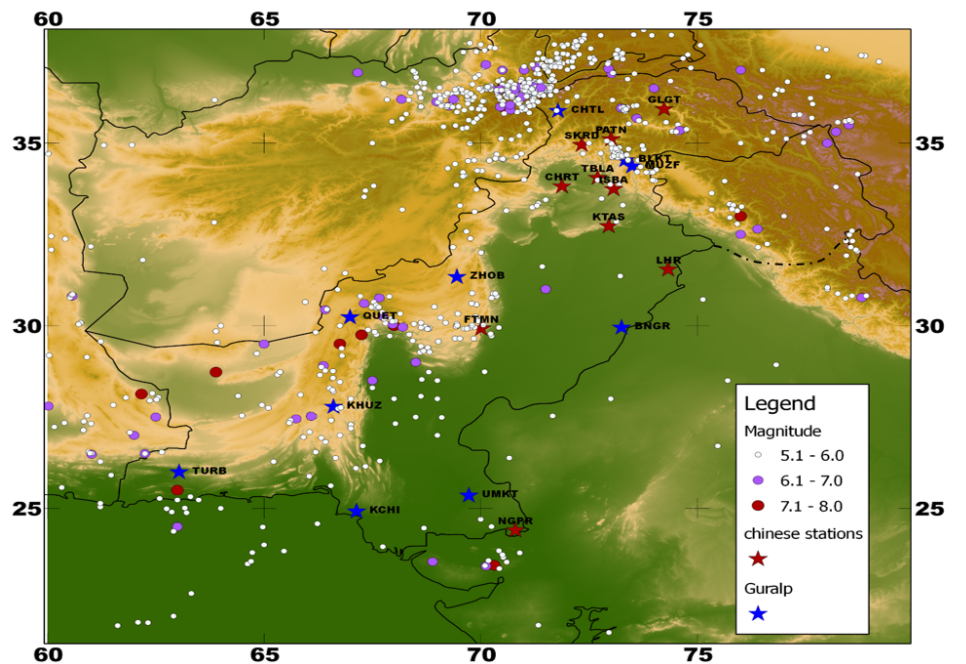 60 65 70 75
35 35
30 30
25 25
60 65 70 75
CHTL
GLGT
PATN
SKRD
BLKT
MUZF
TBLA
ISBA
CHRT
KTAS
LHR
ZHOB
QUET
FTMN
BNGR
KHUZ
TURB
UMKT
KCHI
NGPR
Legend
Magnitude
5.1 - 6.0
6.1 - 7.0
7.1 - 8.0
chinese stations
Guralp